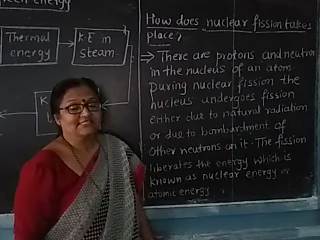 energy
Thermal
energy
K.E in
steam.
K
How does nuclear fission takes
place?
⇒ There are protons and neutron
in the nucleus of an atom.
During nuclear fission the
nucleus undergoes fission
either due to natural radiation
or due to bombardment of
other neutrons on it. The fission
liberates the energy which is
known as nuclear energy or
atomic energy